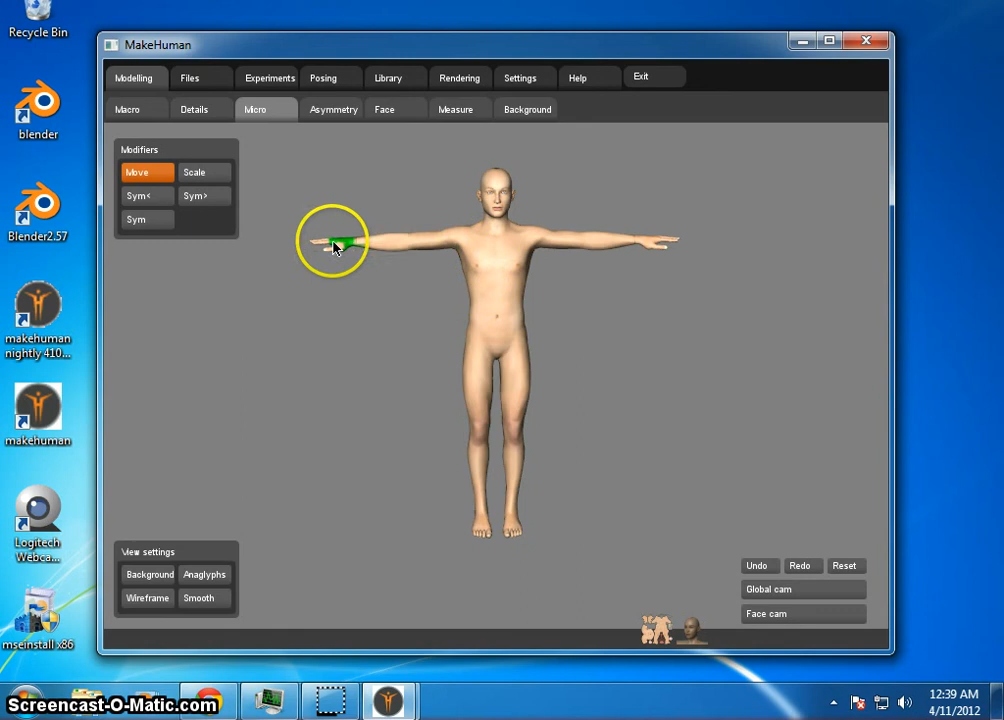 Recycle Bin
blender
Blender2.57
makehuman
nightly 410...
makehuman
Logitech
Webca...
mseinstall x86
MakeHuman
Modelling Files Experiments Posing Library Rendering Settings Help Exit
Macro Details Micro Asymmetry Face Measure Background
Modifiers
Move Scale
Sym< Sym>
Sym
View settings
Background Anaglyphs
Wireframe Smooth
Undo Redo Reset
Global cam
Face cam
Screencast-O-Matic.com
12:39 AM
4/11/2012